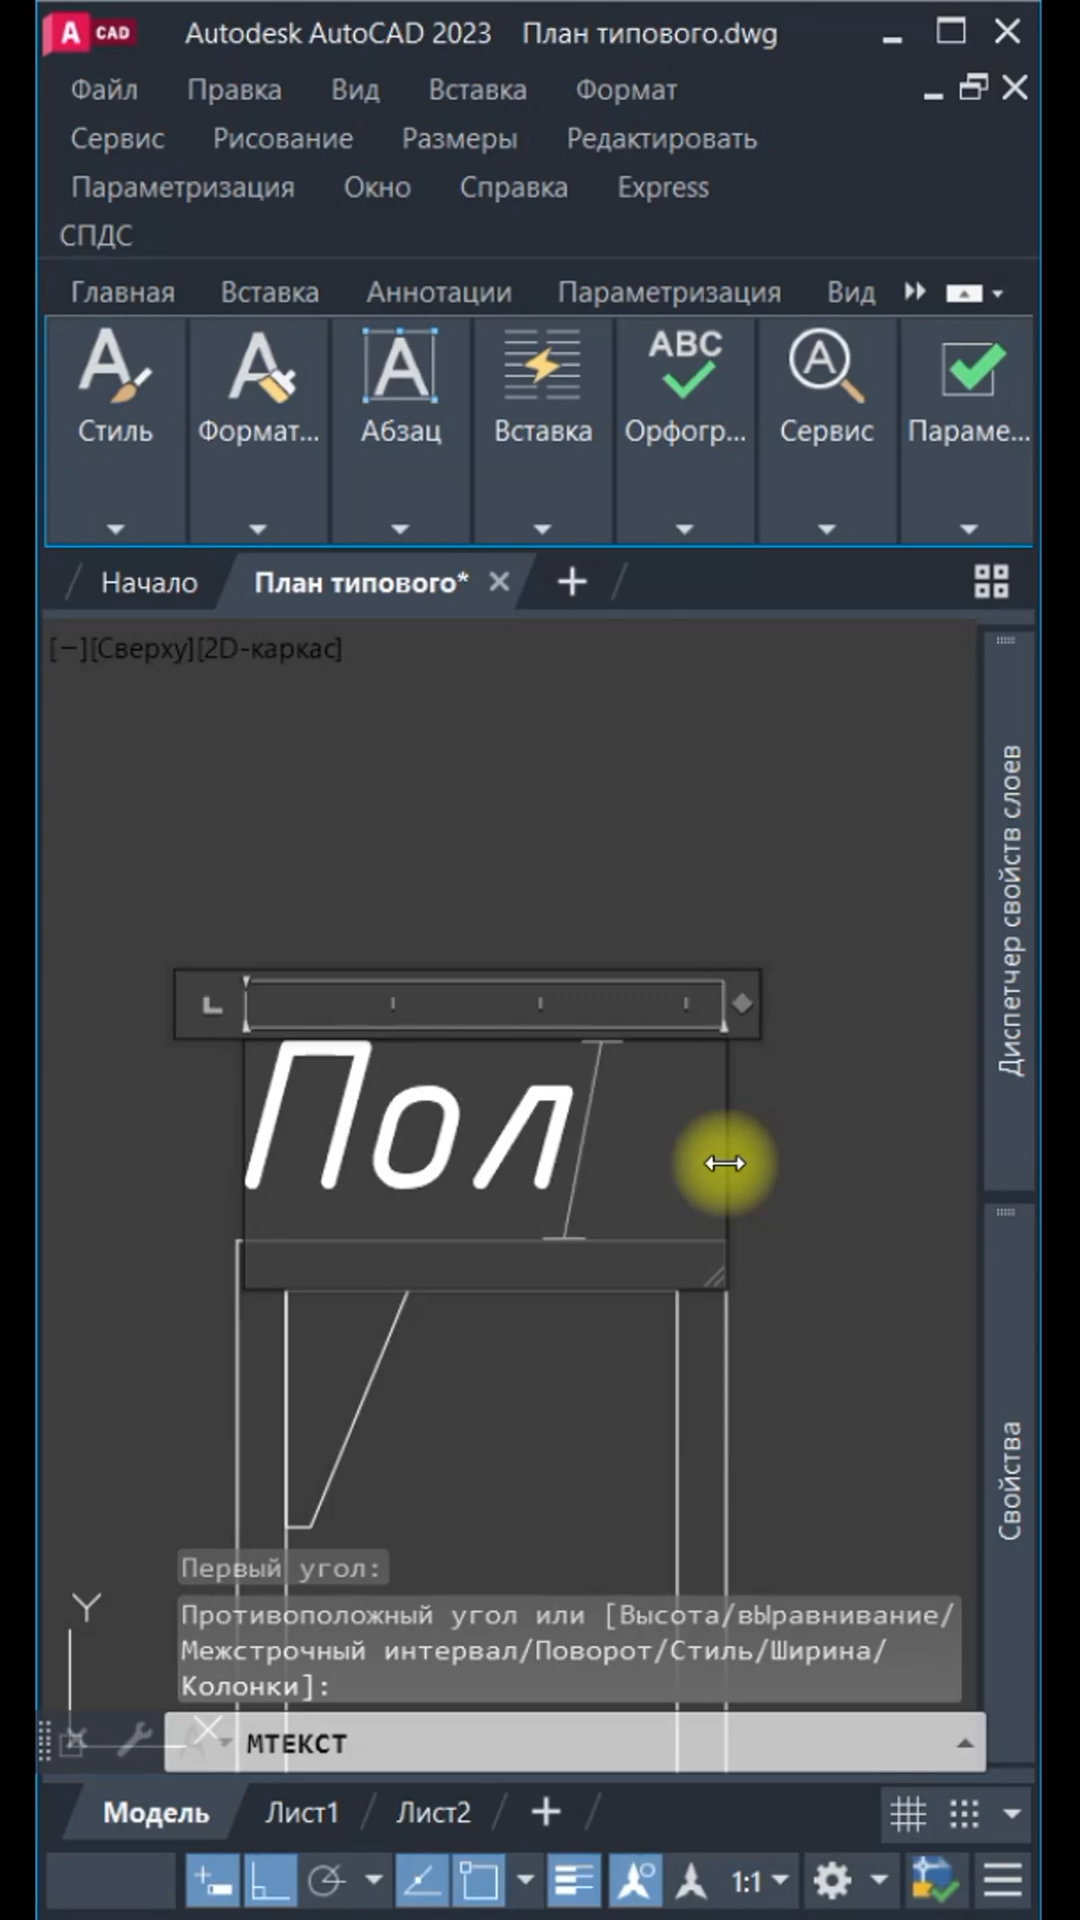 A CAD Autodesk AutoCAD 2023 План типового.dwg
Файл Правка Вид Вставка Формат
Сервис Рисование Размеры Редактировать
Параметризация Окно Справка Express
СПДС
Главная Вставка Аннотации Параметризация Вид
ABC
Стиль Формат... Абзац Вставка Орфогр... Сервис Параме...
Начало План типового* +
[−][Сверху][2D-каркас]
Диспетчер свойств слоев
Пол
Свойства
Первый угол:
Противоположный угол или [Высота/вЫравнивание/
Межстрочный интервал/Поворот/Стиль/Ширина/
Колонки]:
Y
X
МТЕКСТ
Модель Лист1 Лист2 +
1:1